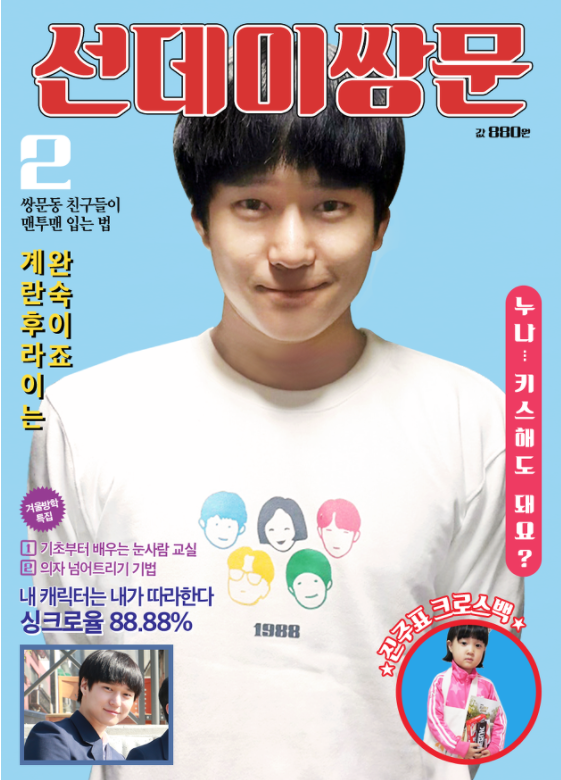 선데이쌍문
값 880원
2
쌍문동 친구들이
맨투맨 입는 법
계란후라이는
완숙이죠
누나... 키스해도 돼요?
겨울방학
특집
1 기초부터 배우는 눈사람 교실
2 의자 넘어트리기 기법
내 캐릭터는 내가 따라한다
싱크로율 88.88%
1988
★진주표 크로스백★